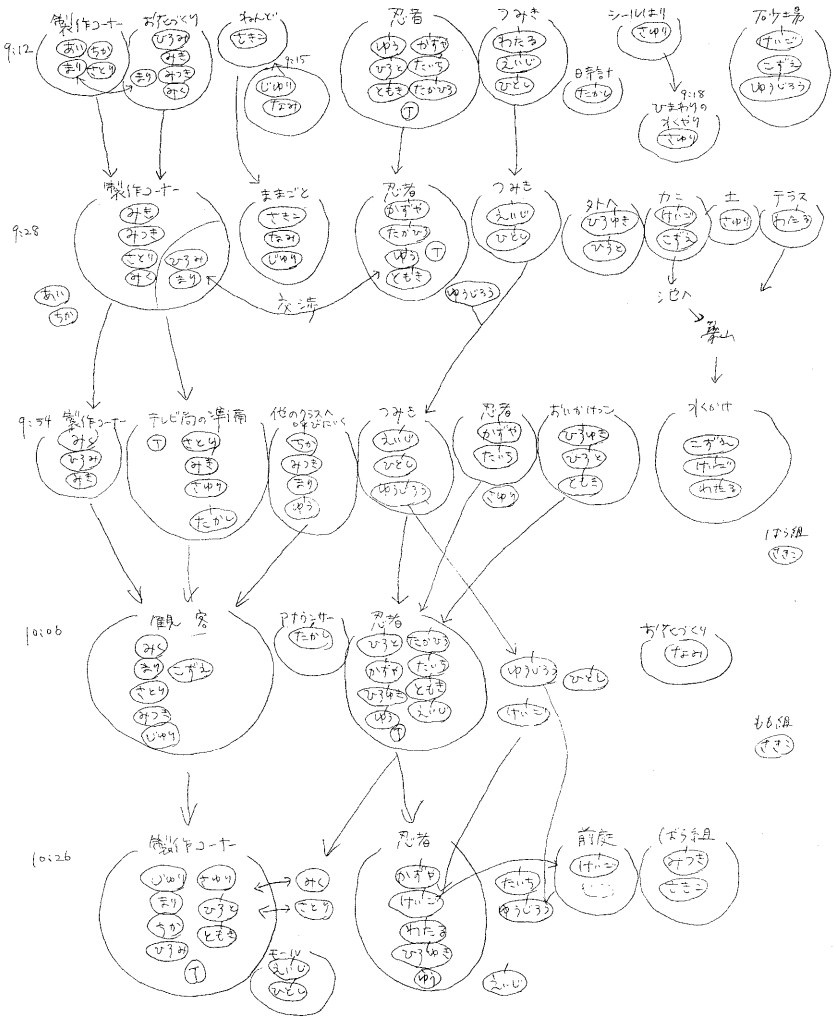 9:12
製作コーナー
あい ちか
まり さとり
お花づくり
ひろみ
みき
まり みつき
みく
ねんど
さきこ
9:15
じゅり
なみ
忍者
ゆう かずや
ひろと たいち
ともき たかひろ
T
つみき
わたる
えいじ
ひとし
日時計
たかし
シールはり
さゆり
9:18
ひまわりの
水くやり
さゆり
石ウす場
けいご
こずえ
ゆうじろう
9:28
製作コーナー
みき
みつき
さとり
みく
ひろみ
まり
あい
ちか
ままごと
さきこ
なみ
じゅり
忍者
かずや
たかひろ
ゆう
T
ともき
交渉
つみき
えいじ
ひとし
ゆうじろう
外へ
ひろゆき
ひろと
カニ
けいご
こずえ
池へ
土
さゆり
テラス
わたる
築山
9:54
製作コーナー
みく
ひろみ
みき
テレビ局の準備
T さとり
みき
さゆり
たかし
他のクラスへ
呼びにいく
ちか
みつき
まり
ゆう
つみき
えいじ
ひとし
ゆうじろう
忍者
かずや
たいち
さゆり
おいかけっこ
ひろゆき
ひろと
ともき
水かけ
こずえ
けいご
わたる
ばら組
さきこ
10:06
観客
みく
まり こずえ
さとり
みつき
じゅり
アナウンサー
たかし
忍者
ひろと たかひろ
かずや たいち
ひろゆき ともき
ゆう えいじ
T
ゆうじろう
ひとし
けいご
お花づくり
なみ
もも組
さきこ
10:26
製作コーナー
じゅり さゆり
まり ひろと
ちか ともき
ひろみ
T
みく
さとり
モール
えいじ
ひとし
忍者
かずや
けいご
わたる
ひろゆき
ゆう
たいち
ゆうじろう
えいじ
前庭
けいご
ばら組
みつき
さきこ